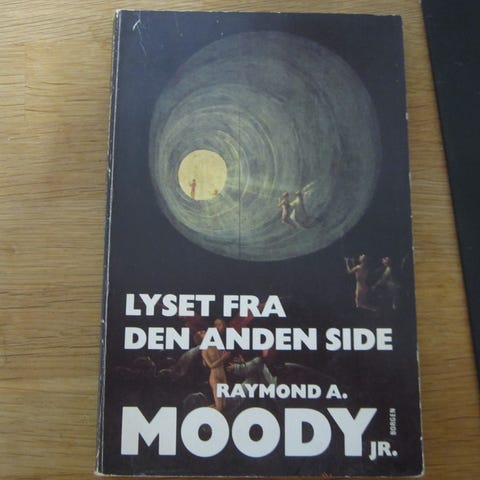 LYSET FRA
DEN ANDEN SIDE
RAYMOND A.
MOODY JR.
BORGEN